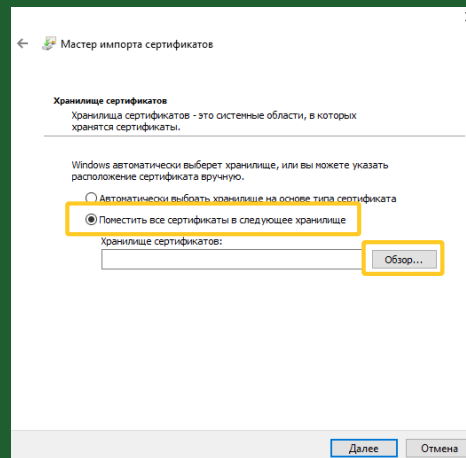 Мастер импорта сертификатов
Хранилище сертификатов
Хранилища сертификатов - это системные области, в которых
хранятся сертификаты.
Windows автоматически выберет хранилище, или вы можете указать
расположение сертификата вручную.
Автоматически выбрать хранилище на основе типа сертификата
Поместить все сертификаты в следующее хранилище
Хранилище сертификатов:
Обзор...
Далее
Отмена